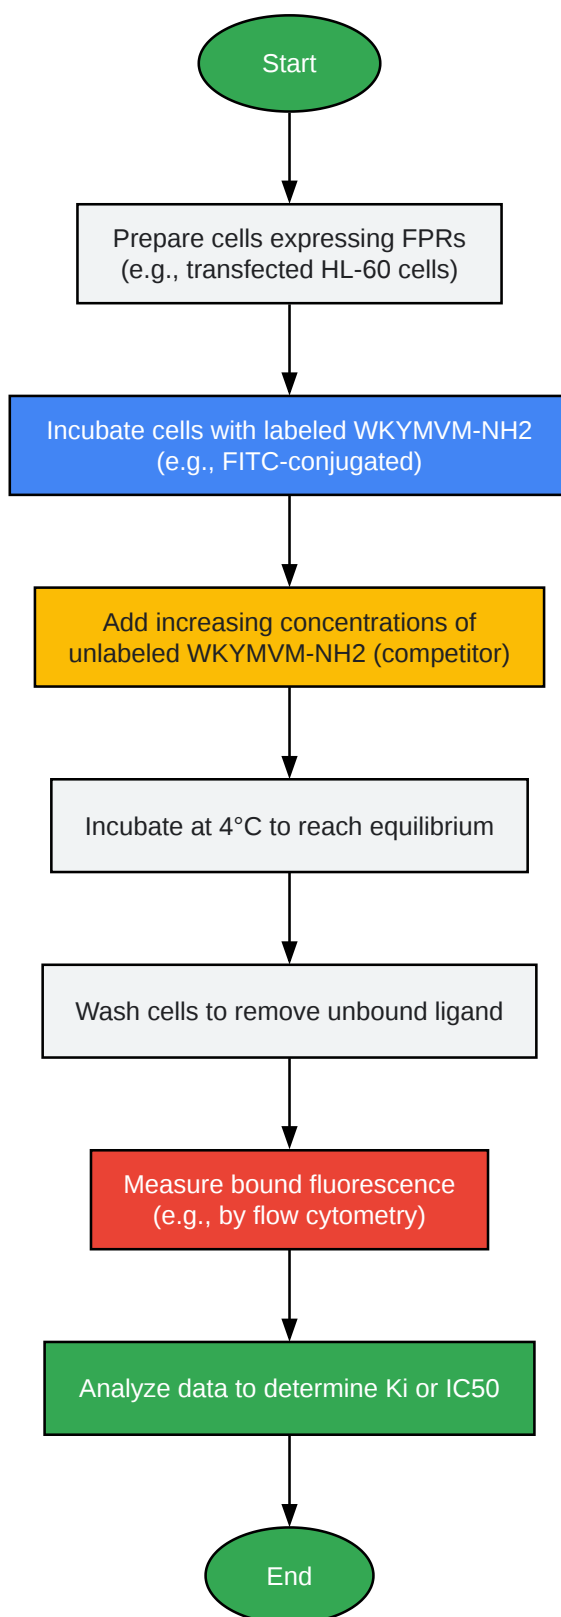 Start
Prepare cells expressing FPRs
(e.g., transfected HL-60 cells)
Incubate cells with labeled WKYMVM-NH2
(e.g., FITC-conjugated)
Add increasing concentrations of
unlabeled WKYMVM-NH2 (competitor)
Incubate at 4°C to reach equilibrium
Wash cells to remove unbound ligand
Measure bound fluorescence
(e.g., by flow cytometry)
Analyze data to determine Ki or IC50
End